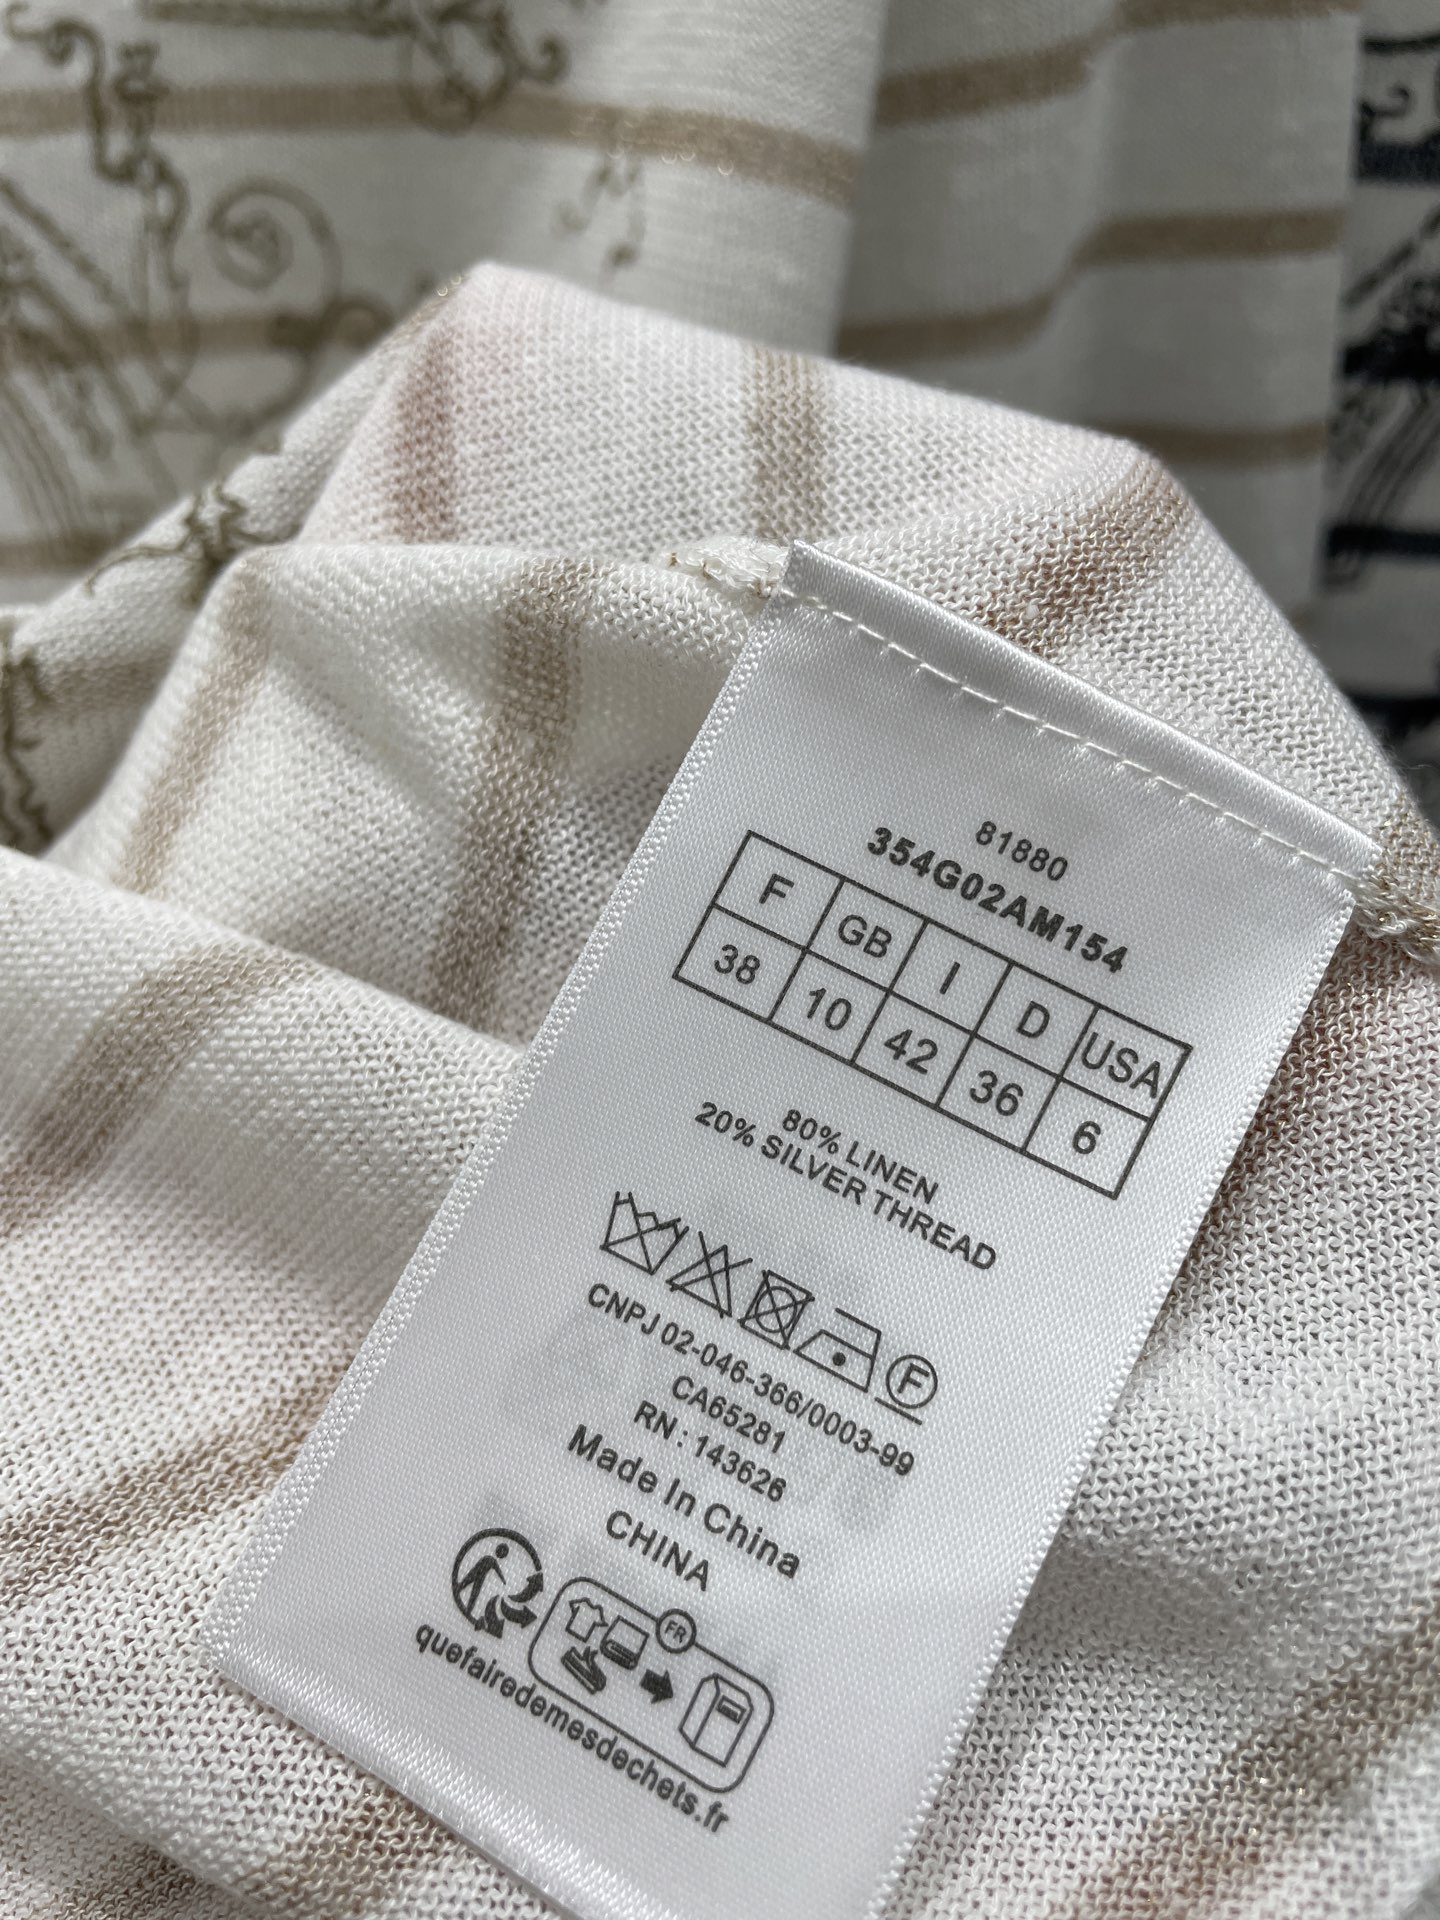 81880
354G02AM154
F GB I D USA
38 10 42 36 6
80% LINEN
20% SILVER THREAD
F
CNPJ 02-046-366/0003-99
CA65281
RN : 143626
Made In China
CHINA
FR
quefairedemesdechets.fr